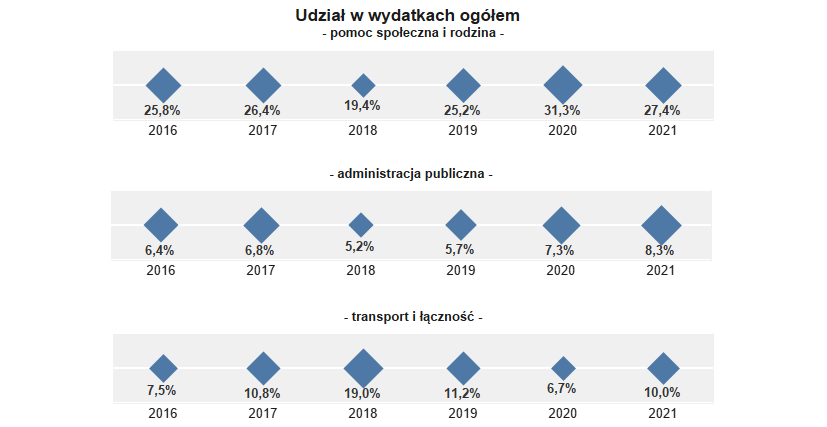 Udział w wydatkach ogółem
- pomoc społeczna i rodzina -
25,8% 26,4% 19,4% 25,2% 31,3% 27,4%
2016 2017 2018 2019 2020 2021
- administracja publiczna -
6,4% 6,8% 5,2% 5,7% 7,3% 8,3%
2016 2017 2018 2019 2020 2021
- transport i łączność -
7,5% 10,8% 19,0% 11,2% 6,7% 10,0%
2016 2017 2018 2019 2020 2021